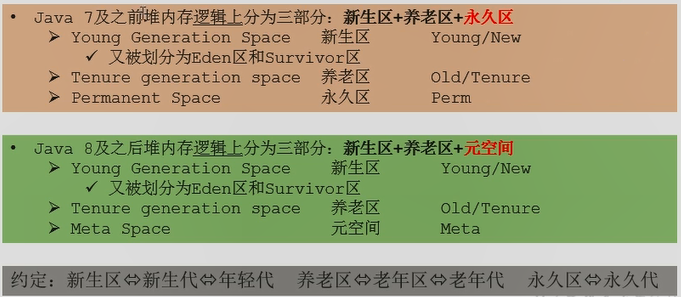 • Java 7及之前堆内存逻辑上分为三部分：新生区+养老区+永久区
➢ Young Generation Space 新生区 Young/New
✓ 又被划分为Eden区和Survivor区
➢ Tenure generation space 养老区 Old/Tenure
➢ Permanent Space 永久区 Perm
• Java 8及之后堆内存逻辑上分为三部分：新生区+养老区+元空间
➢ Young Generation Space 新生区 Young/New
✓ 又被划分为Eden区和Survivor区
➢ Tenure generation space 养老区 Old/Tenure
➢ Meta Space 元空间 Meta
约定：新生区⇔新生代⇔年轻代 养老区⇔老年区⇔老年代 永久区⇔永久代